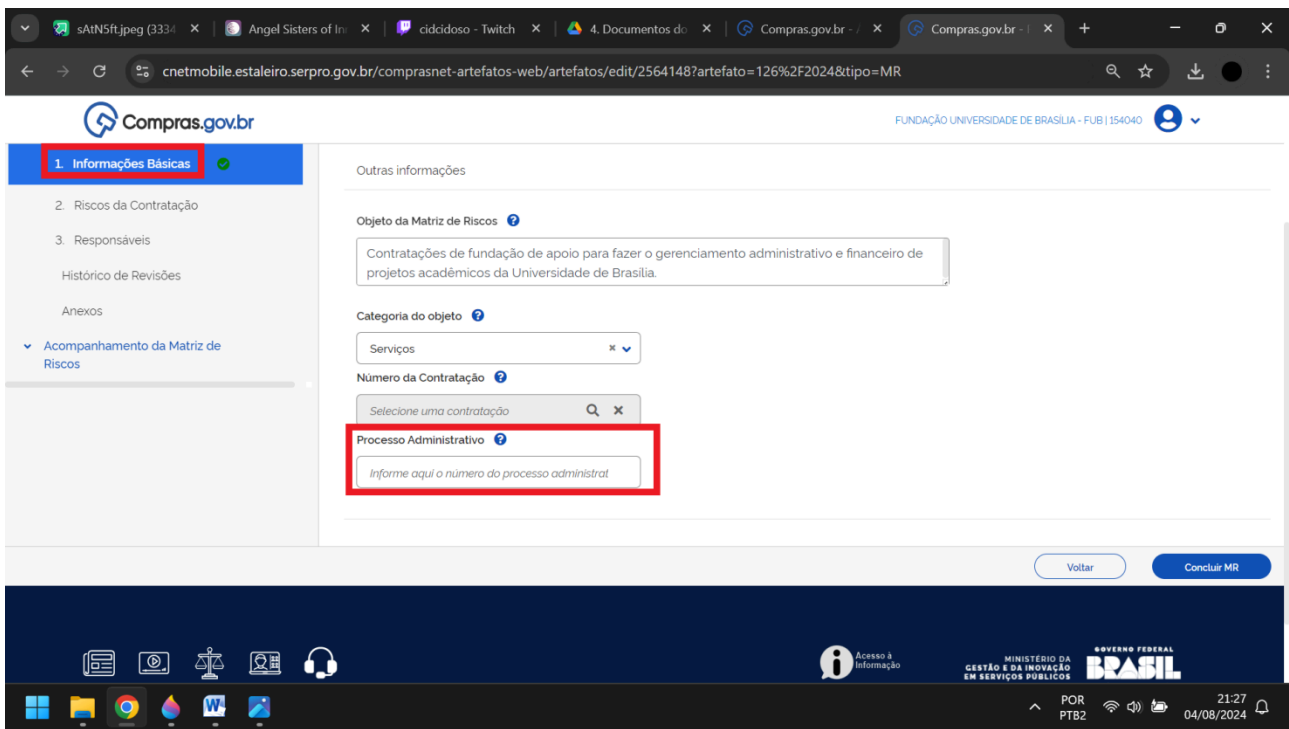 sAtN5ft.jpeg (3334
Angel Sisters of Inn
cidcidoso - Twitch
4. Documentos do
Compras.gov.br - /
Compras.gov.br - |
cnetmobile.estaleiro.serpro.gov.br/comprasnet-artefatos-web/artefatos/edit/2564148?artefato=126%2F2024&tipo=MR
Compras.gov.br
FUNDAÇÃO UNIVERSIDADE DE BRASÍLIA - FUB | 154040
1. Informações Básicas
2. Riscos da Contratação
3. Responsáveis
Histórico de Revisões
Anexos
Acompanhamento da Matriz de
Riscos
Outras informações
Objeto da Matriz de Riscos ?
Contratações de fundação de apoio para fazer o gerenciamento administrativo e financeiro de
projetos acadêmicos da Universidade de Brasília.
Categoria do objeto ?
Serviços
Número da Contratação ?
Selecione uma contratação
Processo Administrativo ?
Informe aqui o número do processo administrat
Voltar
Concluir MR
Acesso à
Informação
MINISTÉRIO DA
GESTÃO E DA INOVAÇÃO
EM SERVIÇOS PÚBLICOS
GOVERNO FEDERAL
BRASIL
POR
PTB2
21:27
04/08/2024